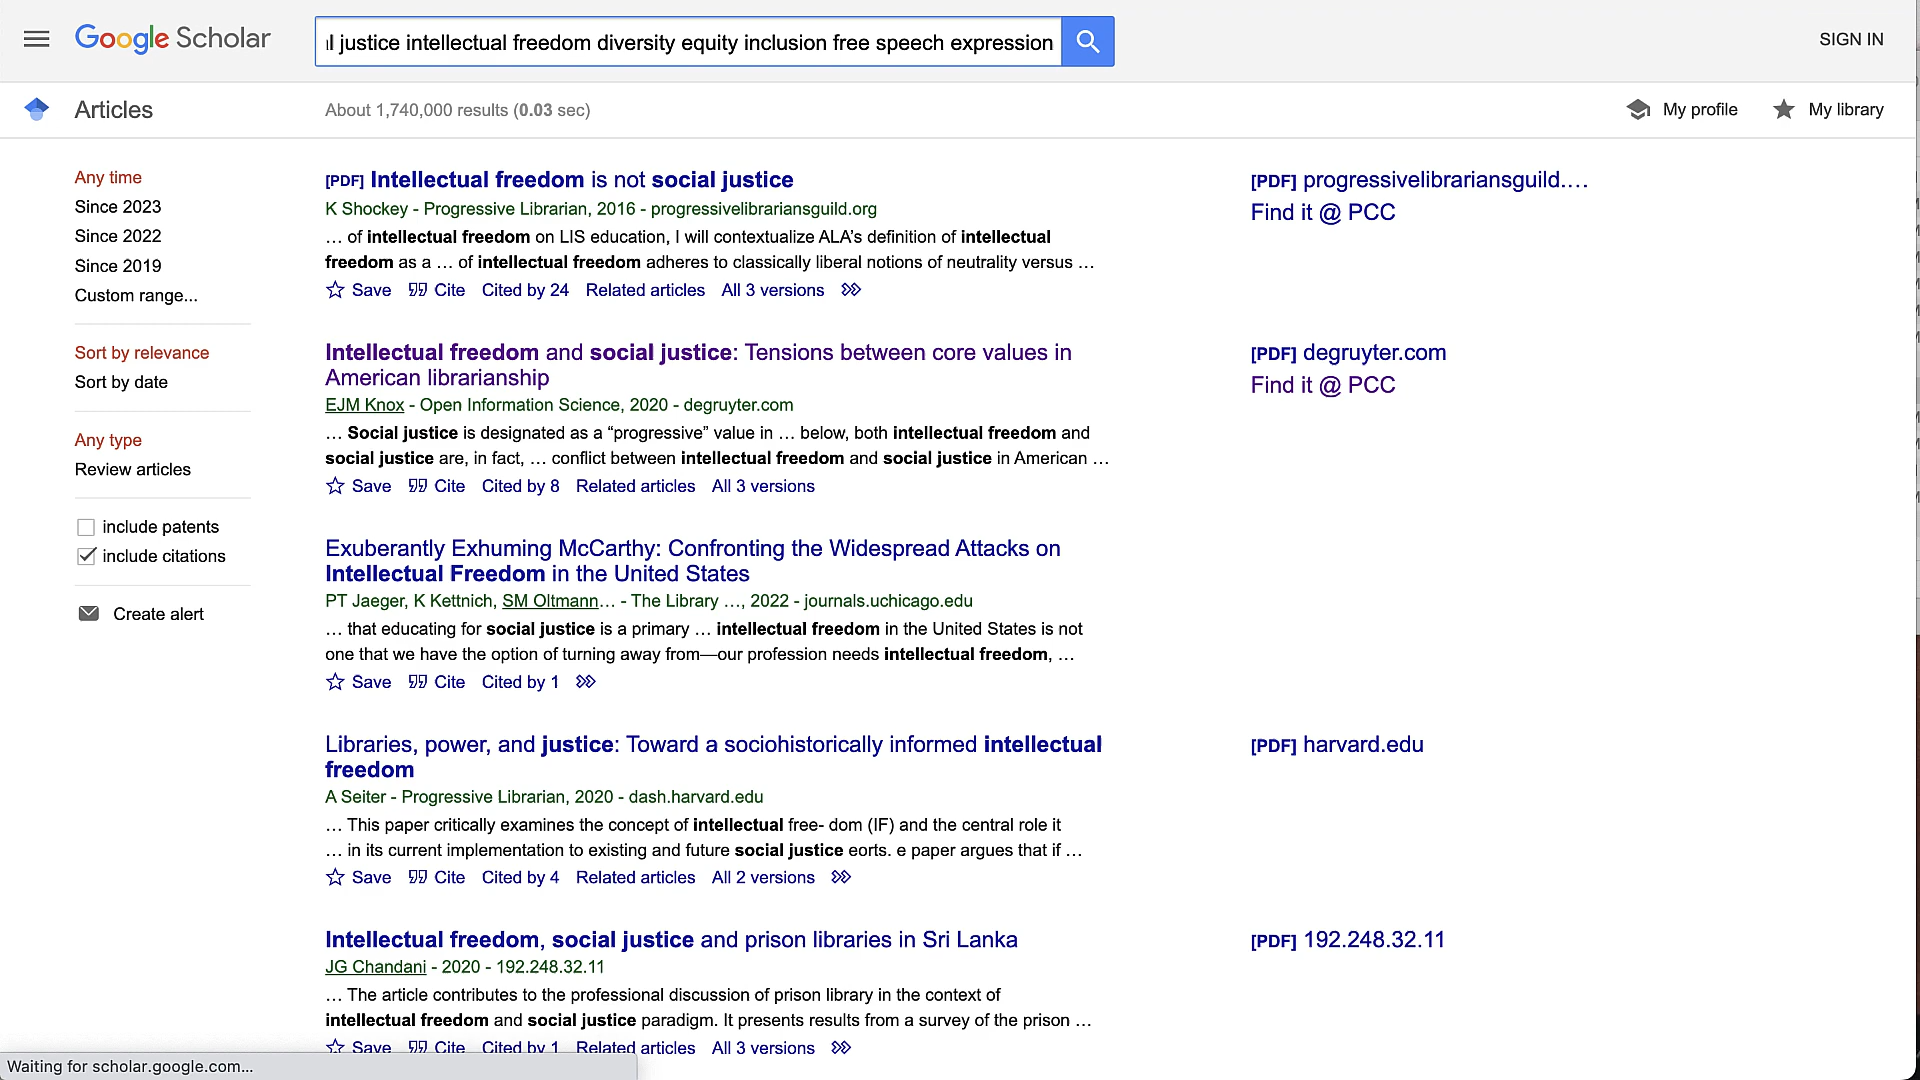 Google Scholar
justice intellectual freedom diversity equity inclusion free speech expression
SIGN IN
Articles
About 1,740,000 results (0.03 sec)
My profile
My library
Any time
Since 2023
Since 2022
Since 2019
Custom range...
Sort by relevance
Sort by date
Any type
Review articles
include patents
include citations
Create alert
[PDF] Intellectual freedom is not social justice
K Shockey - Progressive Librarian, 2016 - progressivelibrariansguild.org
… of intellectual freedom on LIS education, I will contextualize ALA's definition of intellectual
freedom as a … of intellectual freedom adheres to classically liberal notions of neutrality versus …
Save Cite Cited by 24 Related articles All 3 versions
[PDF] progressivelibrariansguild.…
Find it @ PCC
Intellectual freedom and social justice: Tensions between core values in
American librarianship
EJM Knox - Open Information Science, 2020 - degruyter.com
… Social justice is designated as a “progressive” value in … below, both intellectual freedom and
social justice are, in fact, … conflict between intellectual freedom and social justice in American …
Save Cite Cited by 8 Related articles All 3 versions
[PDF] degruyter.com
Find it @ PCC
Exuberantly Exhuming McCarthy: Confronting the Widespread Attacks on
Intellectual Freedom in the United States
PT Jaeger, K Kettnich, SM Oltmann… - The Library …, 2022 - journals.uchicago.edu
… that educating for social justice is a primary … intellectual freedom in the United States is not
one that we have the option of turning away from—our profession needs intellectual freedom, …
Save Cite Cited by 1
Libraries, power, and justice: Toward a sociohistorically informed intellectual
freedom
A Seiter - Progressive Librarian, 2020 - dash.harvard.edu
… This paper critically examines the concept of intellectual free- dom (IF) and the central role it
… in its current implementation to existing and future social justice eorts. e paper argues that if …
Save Cite Cited by 4 Related articles All 2 versions
[PDF] harvard.edu
Intellectual freedom, social justice and prison libraries in Sri Lanka
JG Chandani - 2020 - 192.248.32.11
… The article contributes to the professional discussion of prison library in the context of
intellectual freedom and social justice paradigm. It presents results from a survey of the prison …
Save Cite Cited by 1 Related articles All 3 versions
[PDF] 192.248.32.11
Waiting for scholar.google.com...